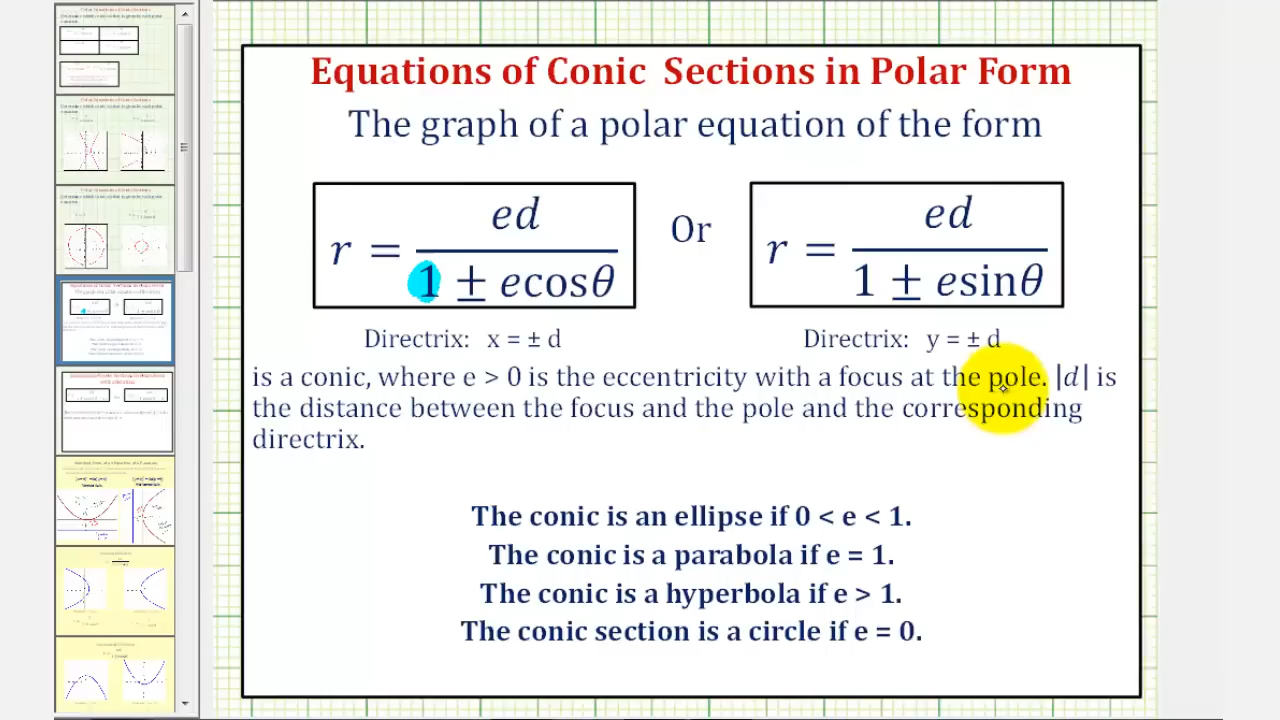 Equations of Conic Sections in Polar Form
The graph of a polar equation of the form
r = ed / 1 ± ecosθ
Or
r = ed / 1 ± esinθ
Directrix: x = ± d
Directrix: y = ± d
is a conic, where e > 0 is the eccentricity with a focus at the pole. |d| is
the distance between the focus and the pole and the corresponding
directrix.
The conic is an ellipse if 0 < e < 1.
The conic is a parabola if e = 1.
The conic is a hyperbola if e > 1.
The conic section is a circle if e = 0.